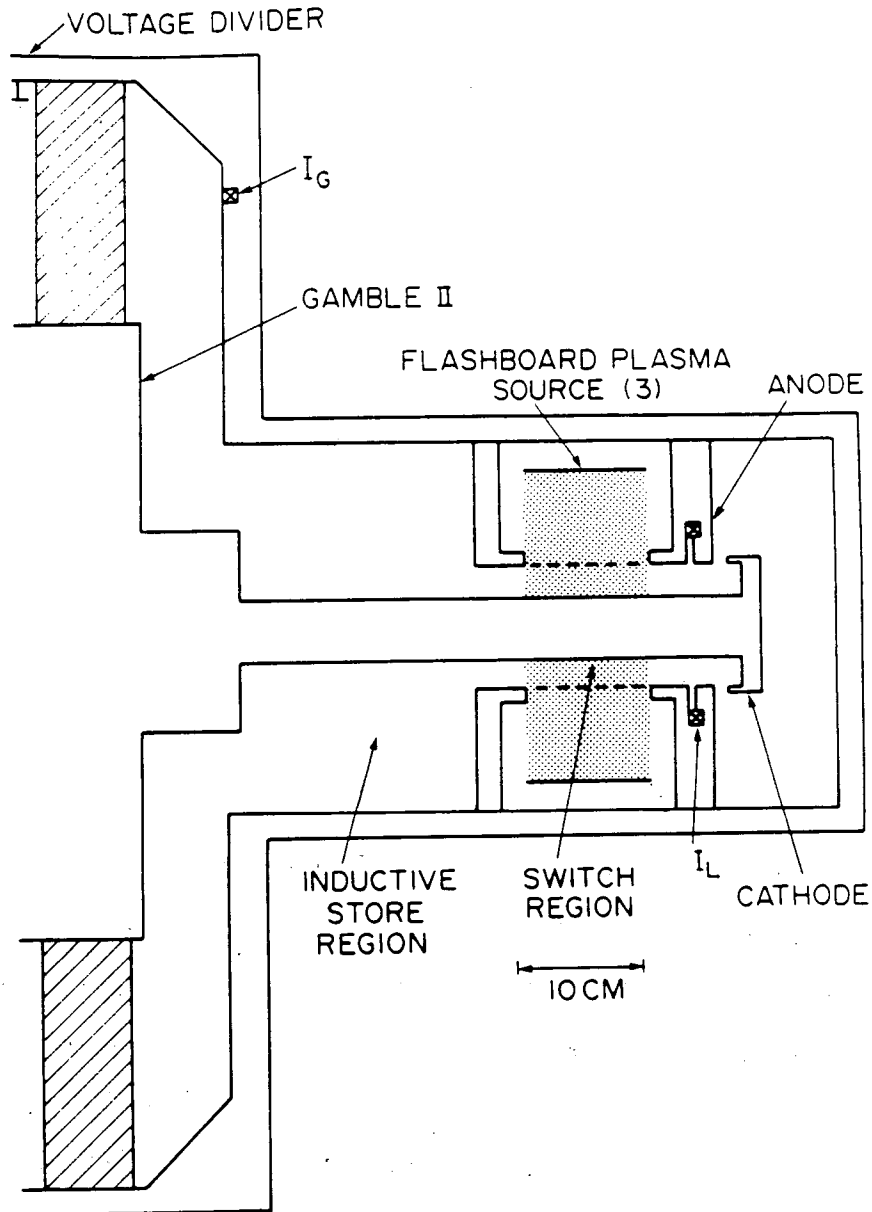 VOLTAGE DIVIDER
I_G
GAMBLE II
FLASHBOARD PLASMA
SOURCE (3)
ANODE
INDUCTIVE
STORE
REGION
SWITCH
REGION
I_L
CATHODE
10 CM